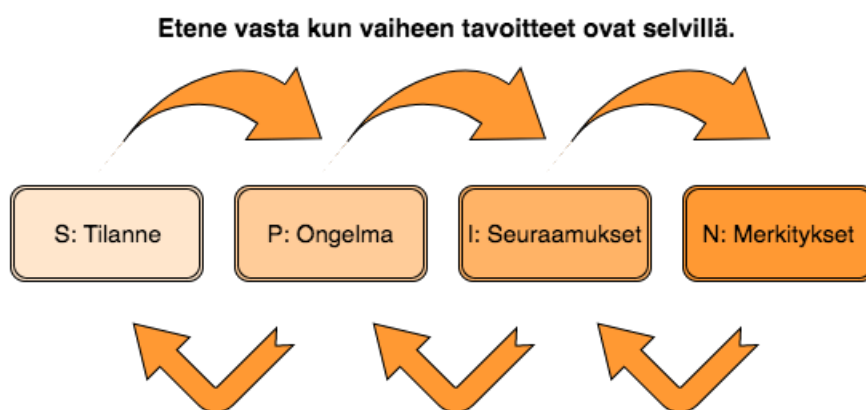 Etene vasta kun vaiheen tavoitteet ovat selvillä.
S: Tilanne
P: Ongelma
I: Seuraamukset
N: Merkitykset